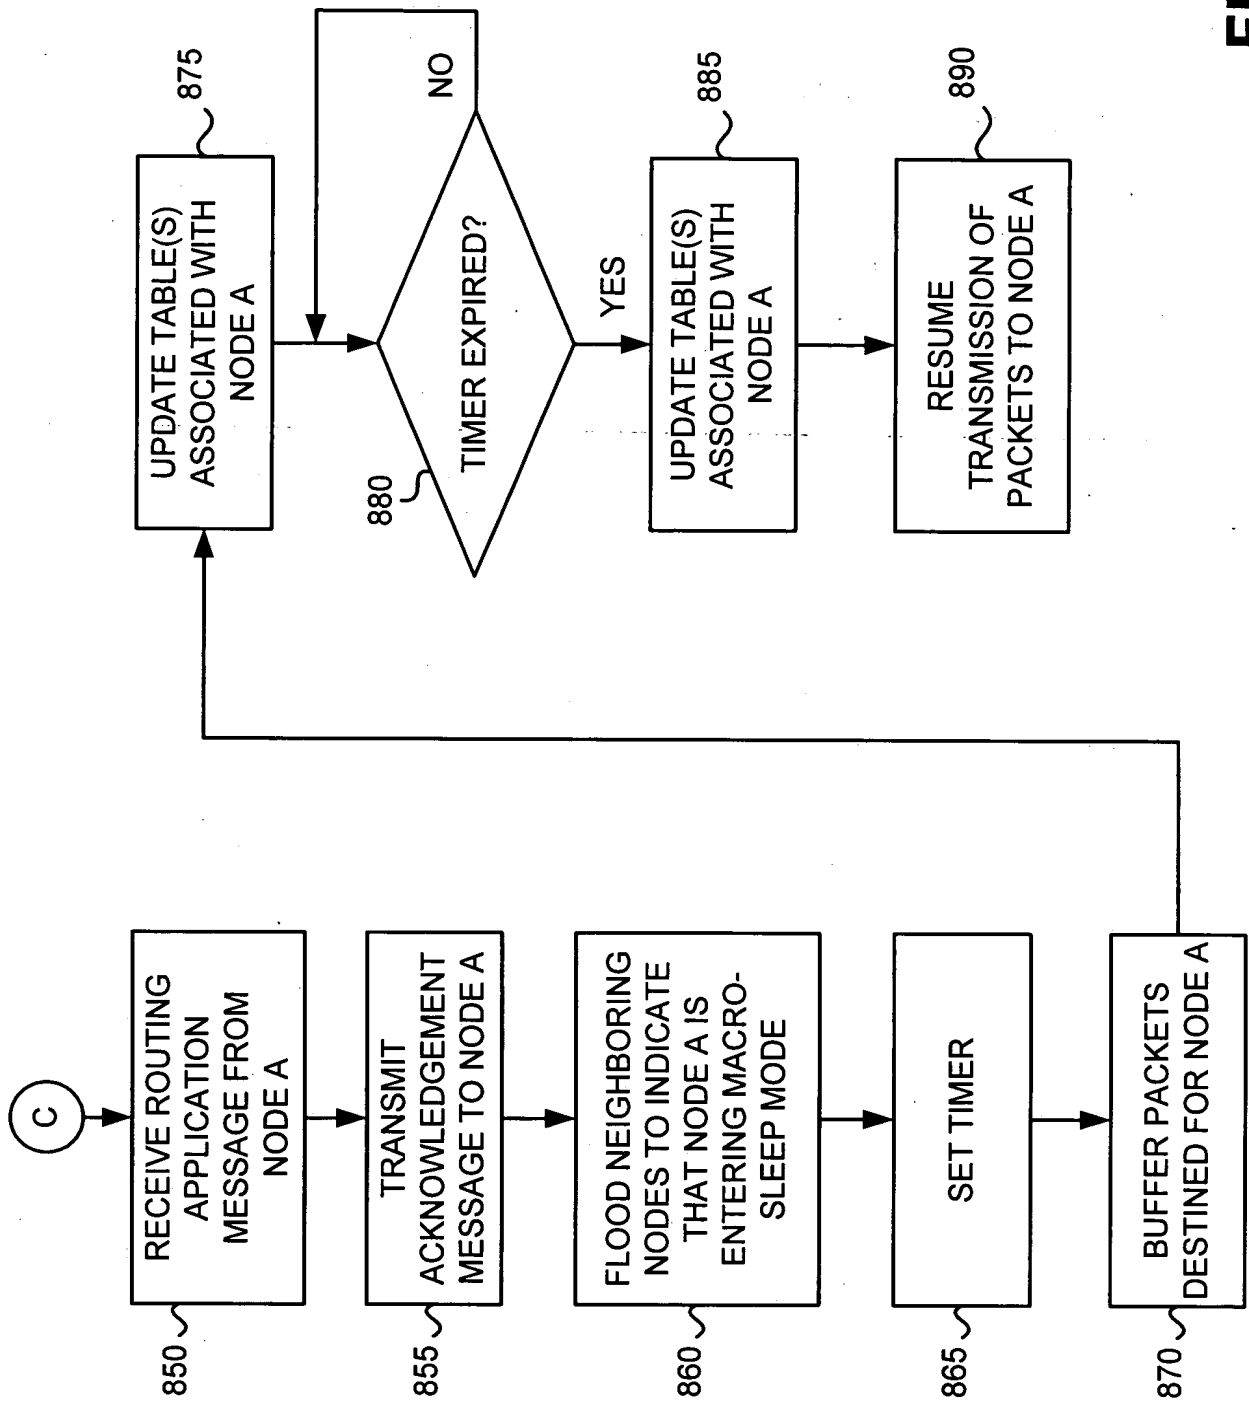 C
850
RECEIVE ROUTING
APPLICATION
MESSAGE FROM
NODE A
855
TRANSMIT
ACKNOWLEDGEMENT
MESSAGE TO NODE A
860
FLOOD NEIGHBORING
NODES TO INDICATE
THAT NODE A IS
ENTERING MACRO-
SLEEP MODE
865
SET TIMER
870
BUFFER PACKETS
DESTINED FOR NODE A
875
UPDATE TABLE(S)
ASSOCIATED WITH
NODE A
880
TIMER EXPIRED?
NO
YES
885
UPDATE TABLE(S)
ASSOCIATED WITH
NODE A
890
RESUME
TRANSMISSION OF
PACKETS TO NODE A